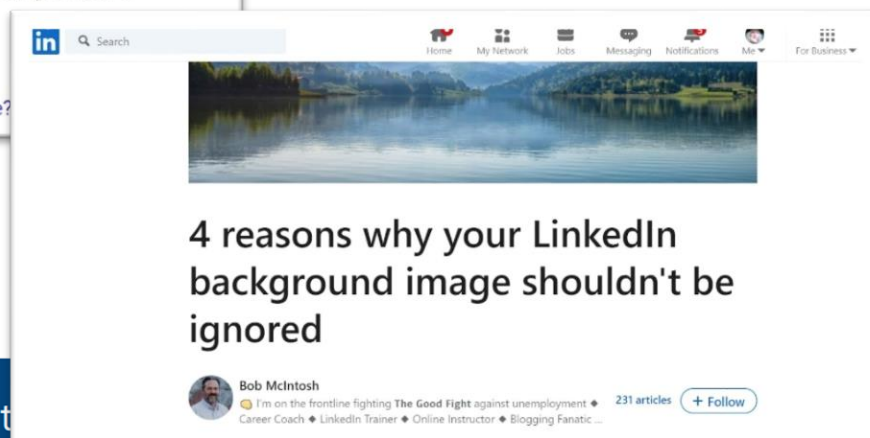 in Search Home My Network Jobs Messaging Notifications Me For Business
e?
4 reasons why your LinkedIn
background image shouldn't be
ignored
Bob McIntosh
I'm on the frontline fighting The Good Fight against unemployment ◆
Career Coach ◆ LinkedIn Trainer ◆ Online Instructor ◆ Blogging Fanatic ...
231 articles + Follow
t